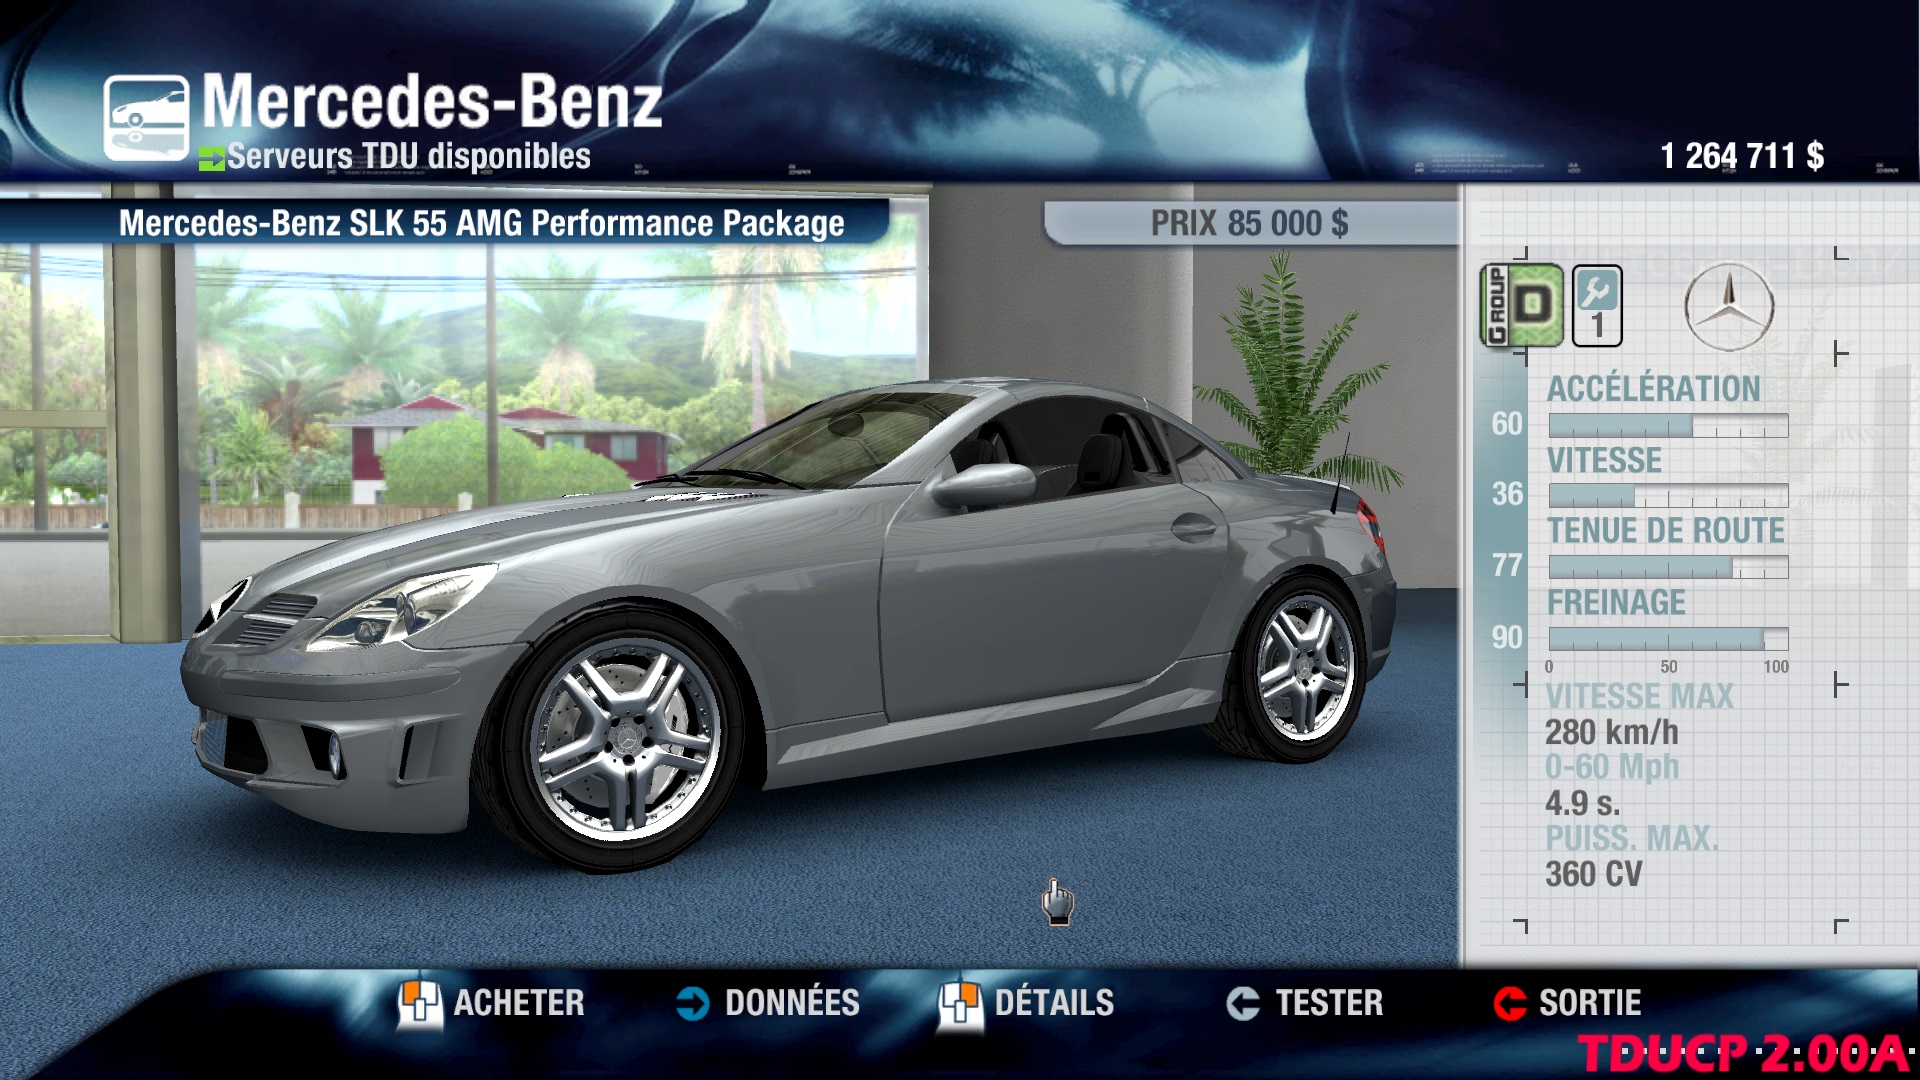 Mercedes-Benz
Serveurs TDU disponibles
1 264 711 $
Mercedes-Benz SLK 55 AMG Performance Package
PRIX 85 000 $
GROUP D
1
ACCÉLÉRATION
60
VITESSE
36
TENUE DE ROUTE
77
FREINAGE
90
0 50 100
VITESSE MAX
280 km/h
0-60 Mph
4.9 s.
PUISS. MAX.
360 CV
ACHETER DONNÉES DÉTAILS TESTER SORTIE
TDUCP 2.00A